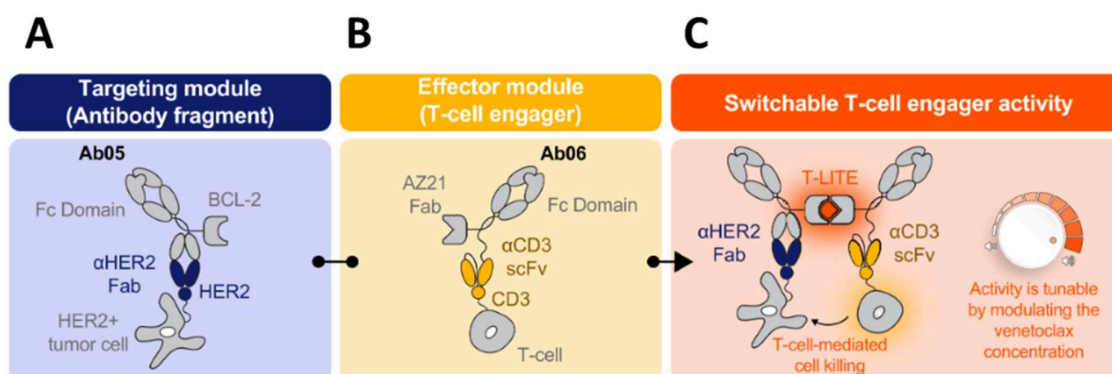 A
B
C
Targeting module
(Antibody fragment)
Effector module
(T-cell engager)
Switchable T-cell engager activity
Ab05
BCL-2
Fc Domain
αHER2
Fab
HER2
HER2+
tumor cell
Ab06
AZ21
Fab
Fc Domain
αCD3
scFv
CD3
T-cell
T-LITE
αHER2
Fab
αCD3
scFv
T-cell-mediated
cell killing
Activity is tunable
by modulating the
venetoclax
concentration